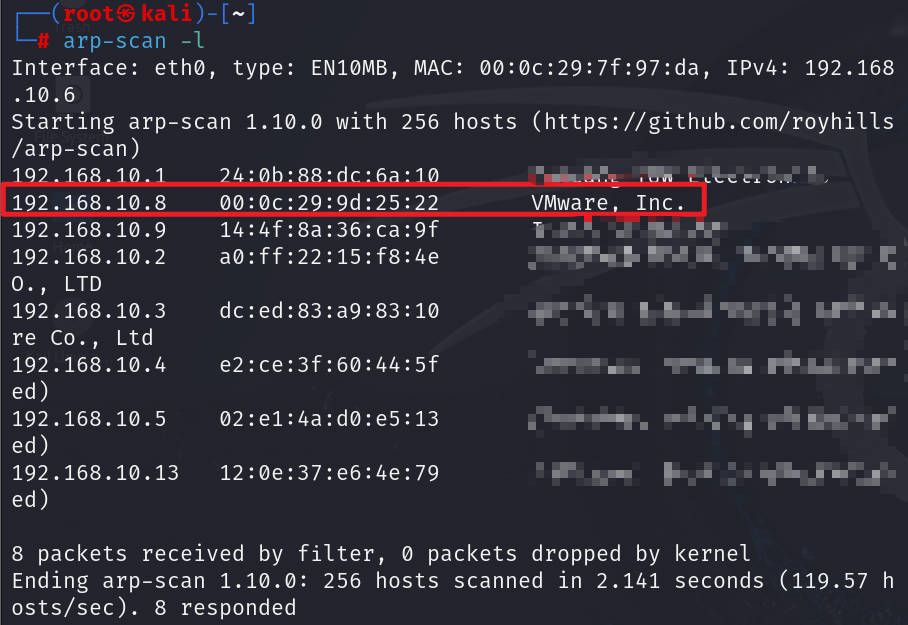 ┌──(root㉿kali)-[~]
└─# arp-scan -l
Interface: eth0, type: EN10MB, MAC: 00:0c:29:7f:97:da, IPv4: 192.168
.10.6
Starting arp-scan 1.10.0 with 256 hosts (https://github.com/royhills
/arp-scan)
192.168.10.1 24:0b:88:dc:6a:10
192.168.10.8 00:0c:29:9d:25:22 VMware, Inc.
192.168.10.9 14:4f:8a:36:ca:9f
192.168.10.2 a0:ff:22:15:f8:4e
O., LTD
192.168.10.3 dc:ed:83:a9:83:10
re Co., Ltd
192.168.10.4 e2:ce:3f:60:44:5f
ed)
192.168.10.5 02:e1:4a:d0:e5:13
ed)
192.168.10.13 12:0e:37:e6:4e:79
ed)
8 packets received by filter, 0 packets dropped by kernel
Ending arp-scan 1.10.0: 256 hosts scanned in 2.141 seconds (119.57 h
osts/sec). 8 responded